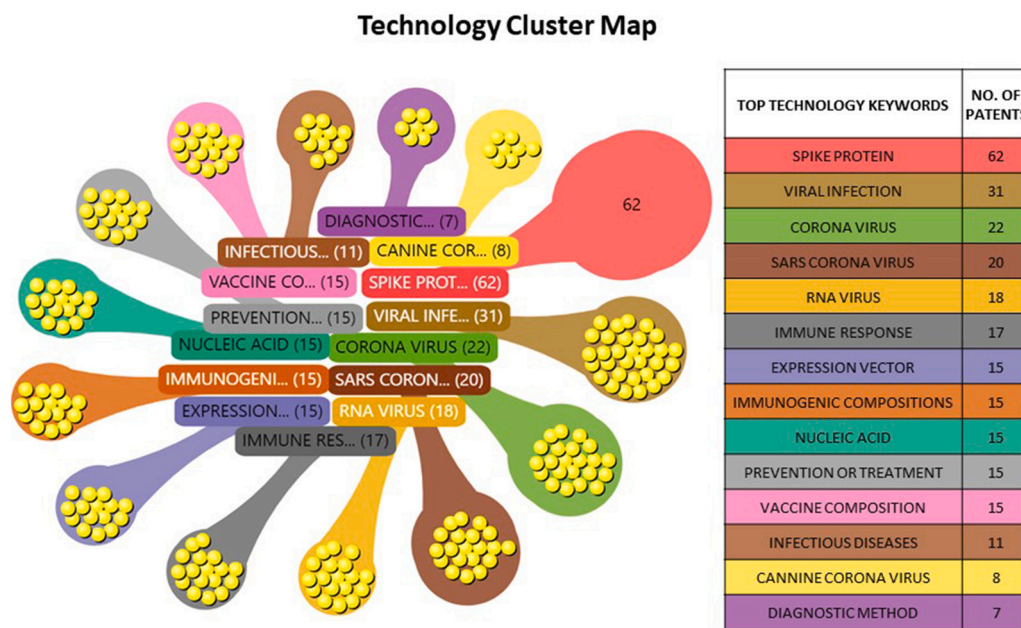 Technology Cluster Map
DIAGNOSTIC... (7)
INFECTIOUS... (11)
CANINE COR... (8)
VACCINE CO... (15)
SPIKE PROT... (62)
62
PREVENTION... (15)
VIRAL INFE... (31)
NUCLEIC ACID (15)
CORONA VIRUS (22)
IMMUNOGENI... (15)
SARS CORON... (20)
EXPRESSION... (15)
RNA VIRUS (18)
IMMUNE RES... (17)
TOP TECHNOLOGY KEYWORDS
NO. OF
PATENTS
SPIKE PROTEIN 62
VIRAL INFECTION 31
CORONA VIRUS 22
SARS CORONA VIRUS 20
RNA VIRUS 18
IMMUNE RESPONSE 17
EXPRESSION VECTOR 15
IMMUNOGENIC COMPOSITIONS 15
NUCLEIC ACID 15
PREVENTION OR TREATMENT 15
VACCINE COMPOSITION 15
INFECTIOUS DISEASES 11
CANNINE CORONA VIRUS 8
DIAGNOSTIC METHOD 7